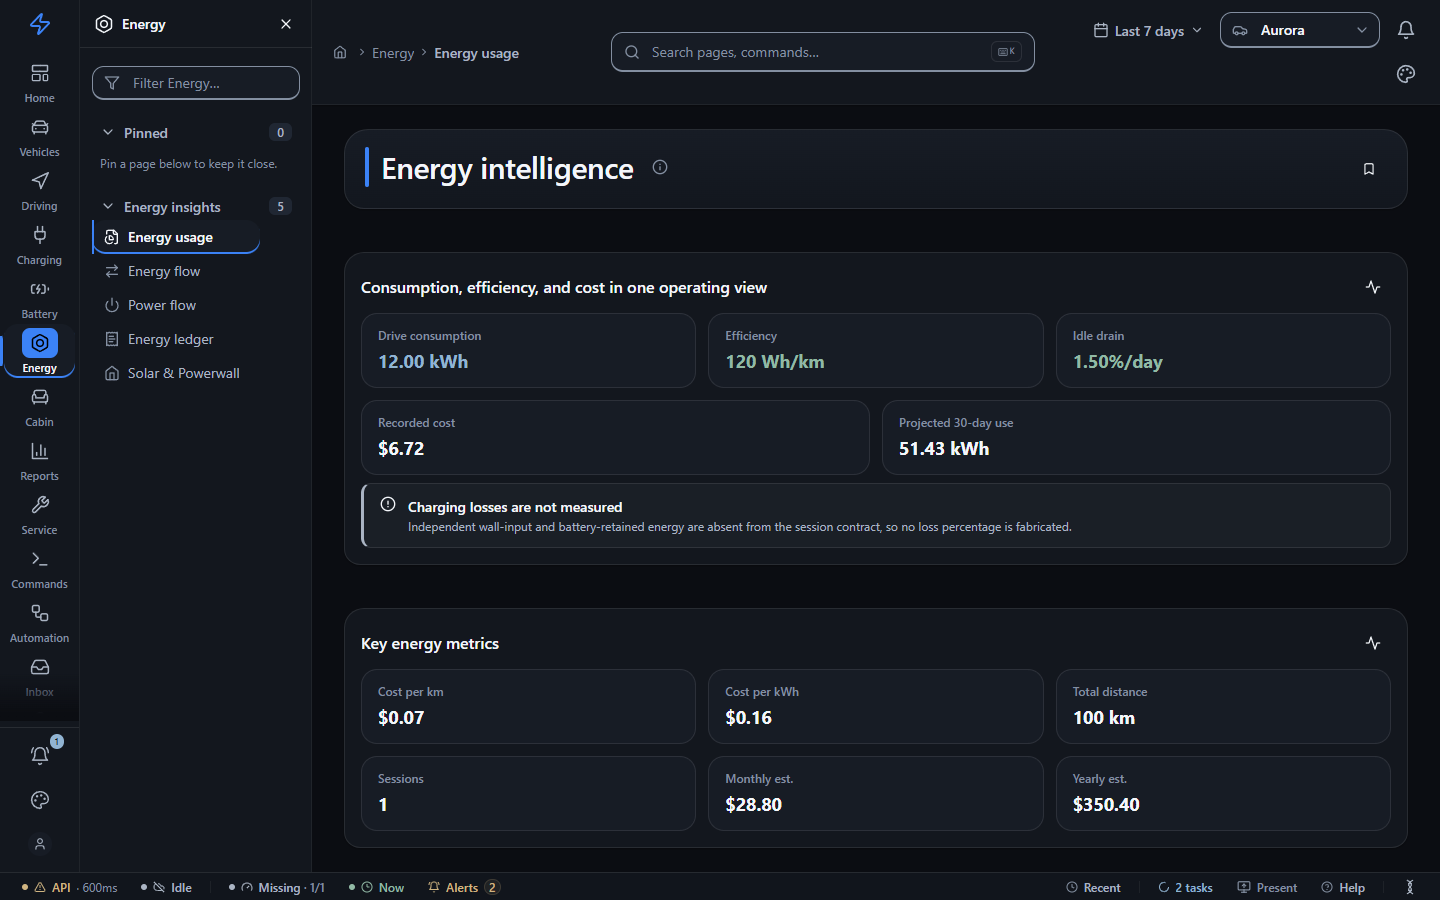 Home
Vehicles
Driving
Charging
Battery
Energy
Cabin
Reports
Service
Commands
Automation
Inbox
1
Energy
Filter Energy...
Pinned
0
Pin a page below to keep it close.
Energy insights
5
Energy usage
Energy flow
Power flow
Energy ledger
Solar & Powerwall
Energy
Energy usage
Search pages, commands...
K
Last 7 days
Aurora
Energy intelligence
Consumption, efficiency, and cost in one operating view
Drive consumption
12.00 kWh
Efficiency
120 Wh/km
Idle drain
1.50%/day
Recorded cost
$6.72
Projected 30-day use
51.43 kWh
Charging losses are not measured
Independent wall-input and battery-retained energy are absent from the session contract, so no loss percentage is fabricated.
Key energy metrics
Cost per km
$0.07
Cost per kWh
$0.16
Total distance
100 km
Sessions
1
Monthly est.
$28.80
Yearly est.
$350.40
API · 600ms
Idle
Missing · 1/1
Now
Alerts 2
Recent
2 tasks
Present
Help